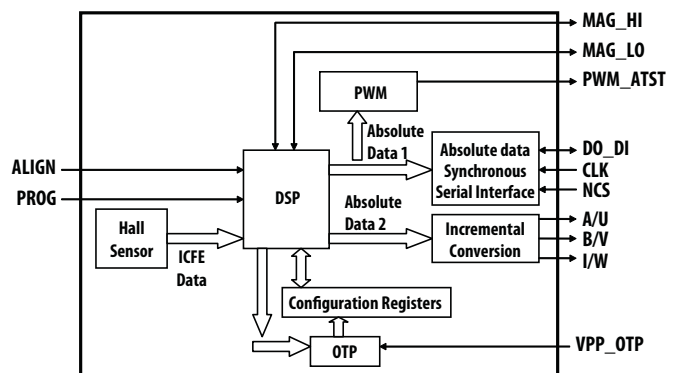 MAG_HI
MAG_LO
PWM_ATST
PWM
Absolute
Data 1
Absolute data
Synchronous
Serial Interface
DO_DI
CLK
NCS
ALIGN
PROG
DSP
Hall
Sensor
ICFE
Data
Absolute
Data 2
Incremental
Conversion
A/U
B/V
I/W
Configuration Registers
OTP
VPP_OTP